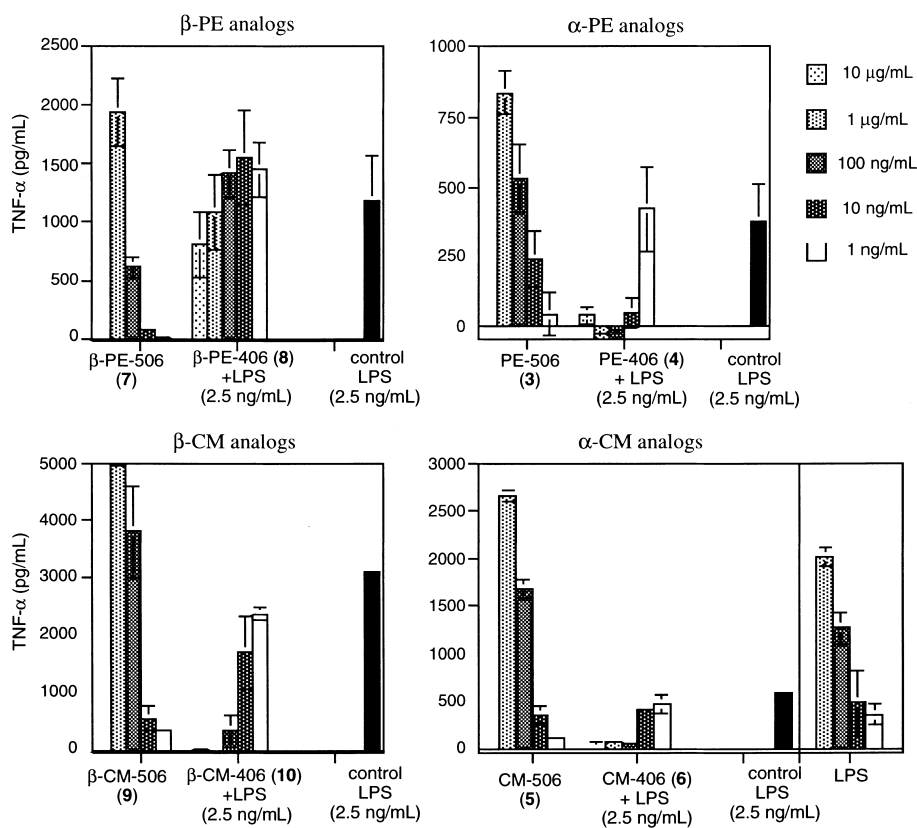 β-PE analogs
2500
2000
1500
1000
500
0
TNF-α (pg/mL)
β-PE-506
(7)
β-PE-406 (8)
+LPS
(2.5 ng/mL)
control
LPS
(2.5 ng/mL)
α-PE analogs
1000
750
500
250
0
PE-506
(3)
PE-406 (4)
+ LPS
(2.5 ng/mL)
control
LPS
(2.5 ng/mL)
10 μg/mL
1 μg/mL
100 ng/mL
10 ng/mL
1 ng/mL
β-CM analogs
5000
4000
3000
2000
1000
0
TNF-α (pg/mL)
β-CM-506
(9)
β-CM-406 (10)
+LPS
(2.5 ng/mL)
control
LPS
(2.5 ng/mL)
α-CM analogs
3000
2500
2000
1500
1000
500
0
CM-506
(5)
CM-406 (6)
+ LPS
(2.5 ng/mL)
control
LPS
(2.5 ng/mL)
LPS